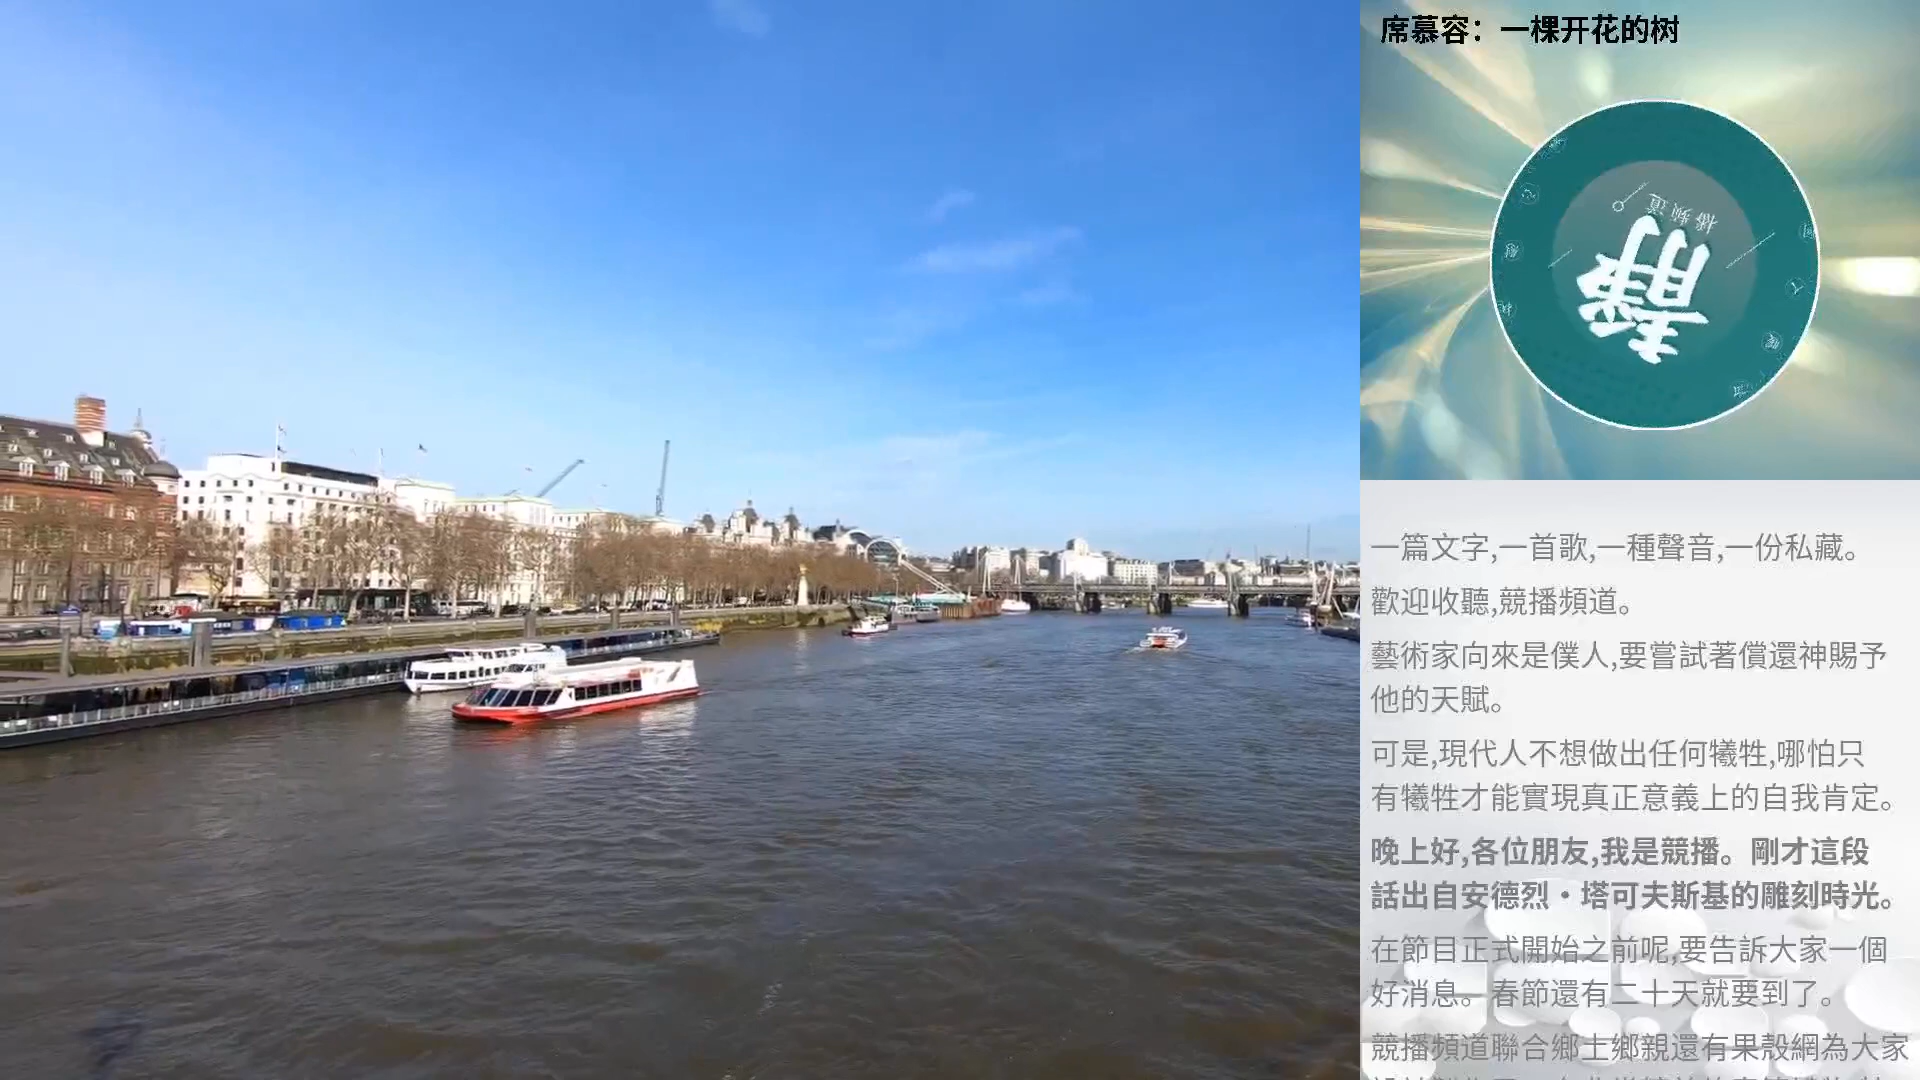 席慕容：一棵开花的树
播频道
静
一篇文字,一首歌,一種聲音,一份私藏。
歡迎收聽,競播頻道。
藝術家向來是僕人,要嘗試著償還神賜予
他的天賦。
可是,現代人不想做出任何犧牲,哪怕只
有犧牲才能實現真正意義上的自我肯定。
晚上好,各位朋友,我是競播。剛才這段
話出自安德烈·塔可夫斯基的雕刻時光。
在節目正式開始之前呢,要告訴大家一個
好消息。春節還有二十天就要到了。
競播頻道聯合鄉土鄉親還有果殼網為大家